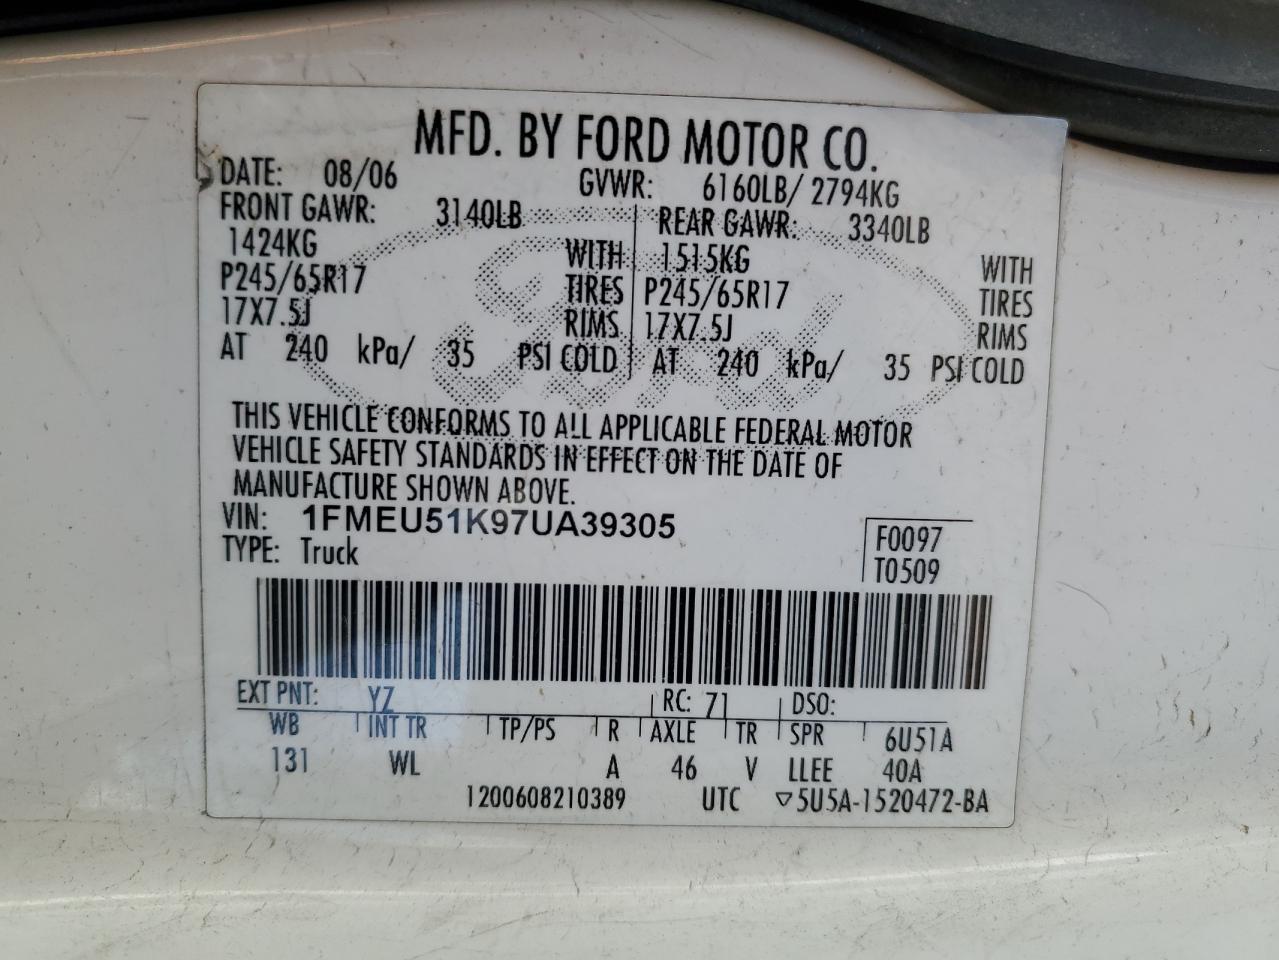 MFD. BY FORD MOTOR CO.
DATE: 08/06 GVWR: 6160LB/ 2794KG
FRONT GAWR: 3140LB REAR GAWR: 3340LB
1424KG WITH 1515KG WITH
P245/65R17 TIRES P245/65R17 TIRES
17X7.5J RIMS 17X7.5J RIMS
AT 240 kPa/ 35 PSI COLD AT 240 kPa/ 35 PSI COLD
Ford
THIS VEHICLE CONFORMS TO ALL APPLICABLE FEDERAL MOTOR
VEHICLE SAFETY STANDARDS IN EFFECT ON THE DATE OF
MANUFACTURE SHOWN ABOVE.
VIN: 1FMEU51K97UA39305
TYPE: Truck
F0097
T0509
EXT PNT: YZ RC: 71 DSO:
WB INT TR TP/PS R AXLE TR SPR 6U51A
131 WL A 46 V LLEE 40A
1200608210389 UTC ▽5U5A-1520472-BA